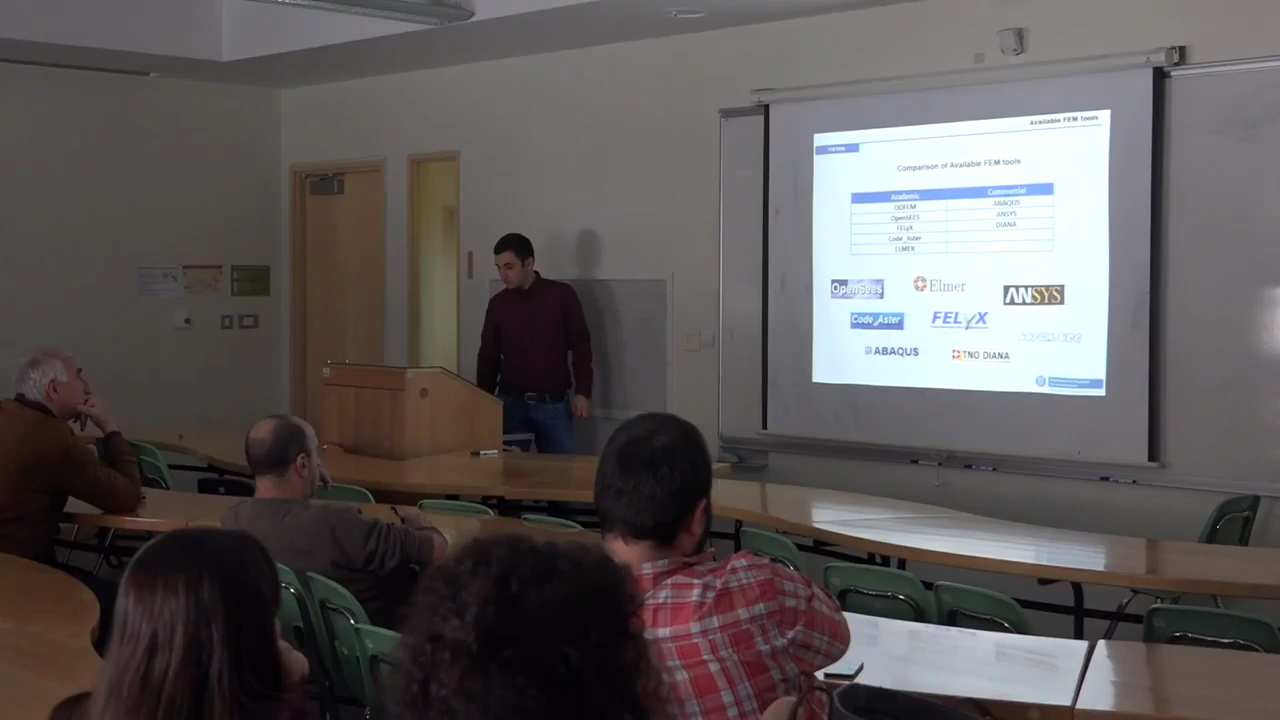 Available FEM tools
Comparison of Available FEM tools
Academic Commercial
OOFEM ABAQUS
OpenSEES ANSYS
FELyX DIANA
Code_Aster
ELMER
OpenSees
Elmer
ANSYS
Code_Aster
FELyX
ABAQUS
TNO DIANA